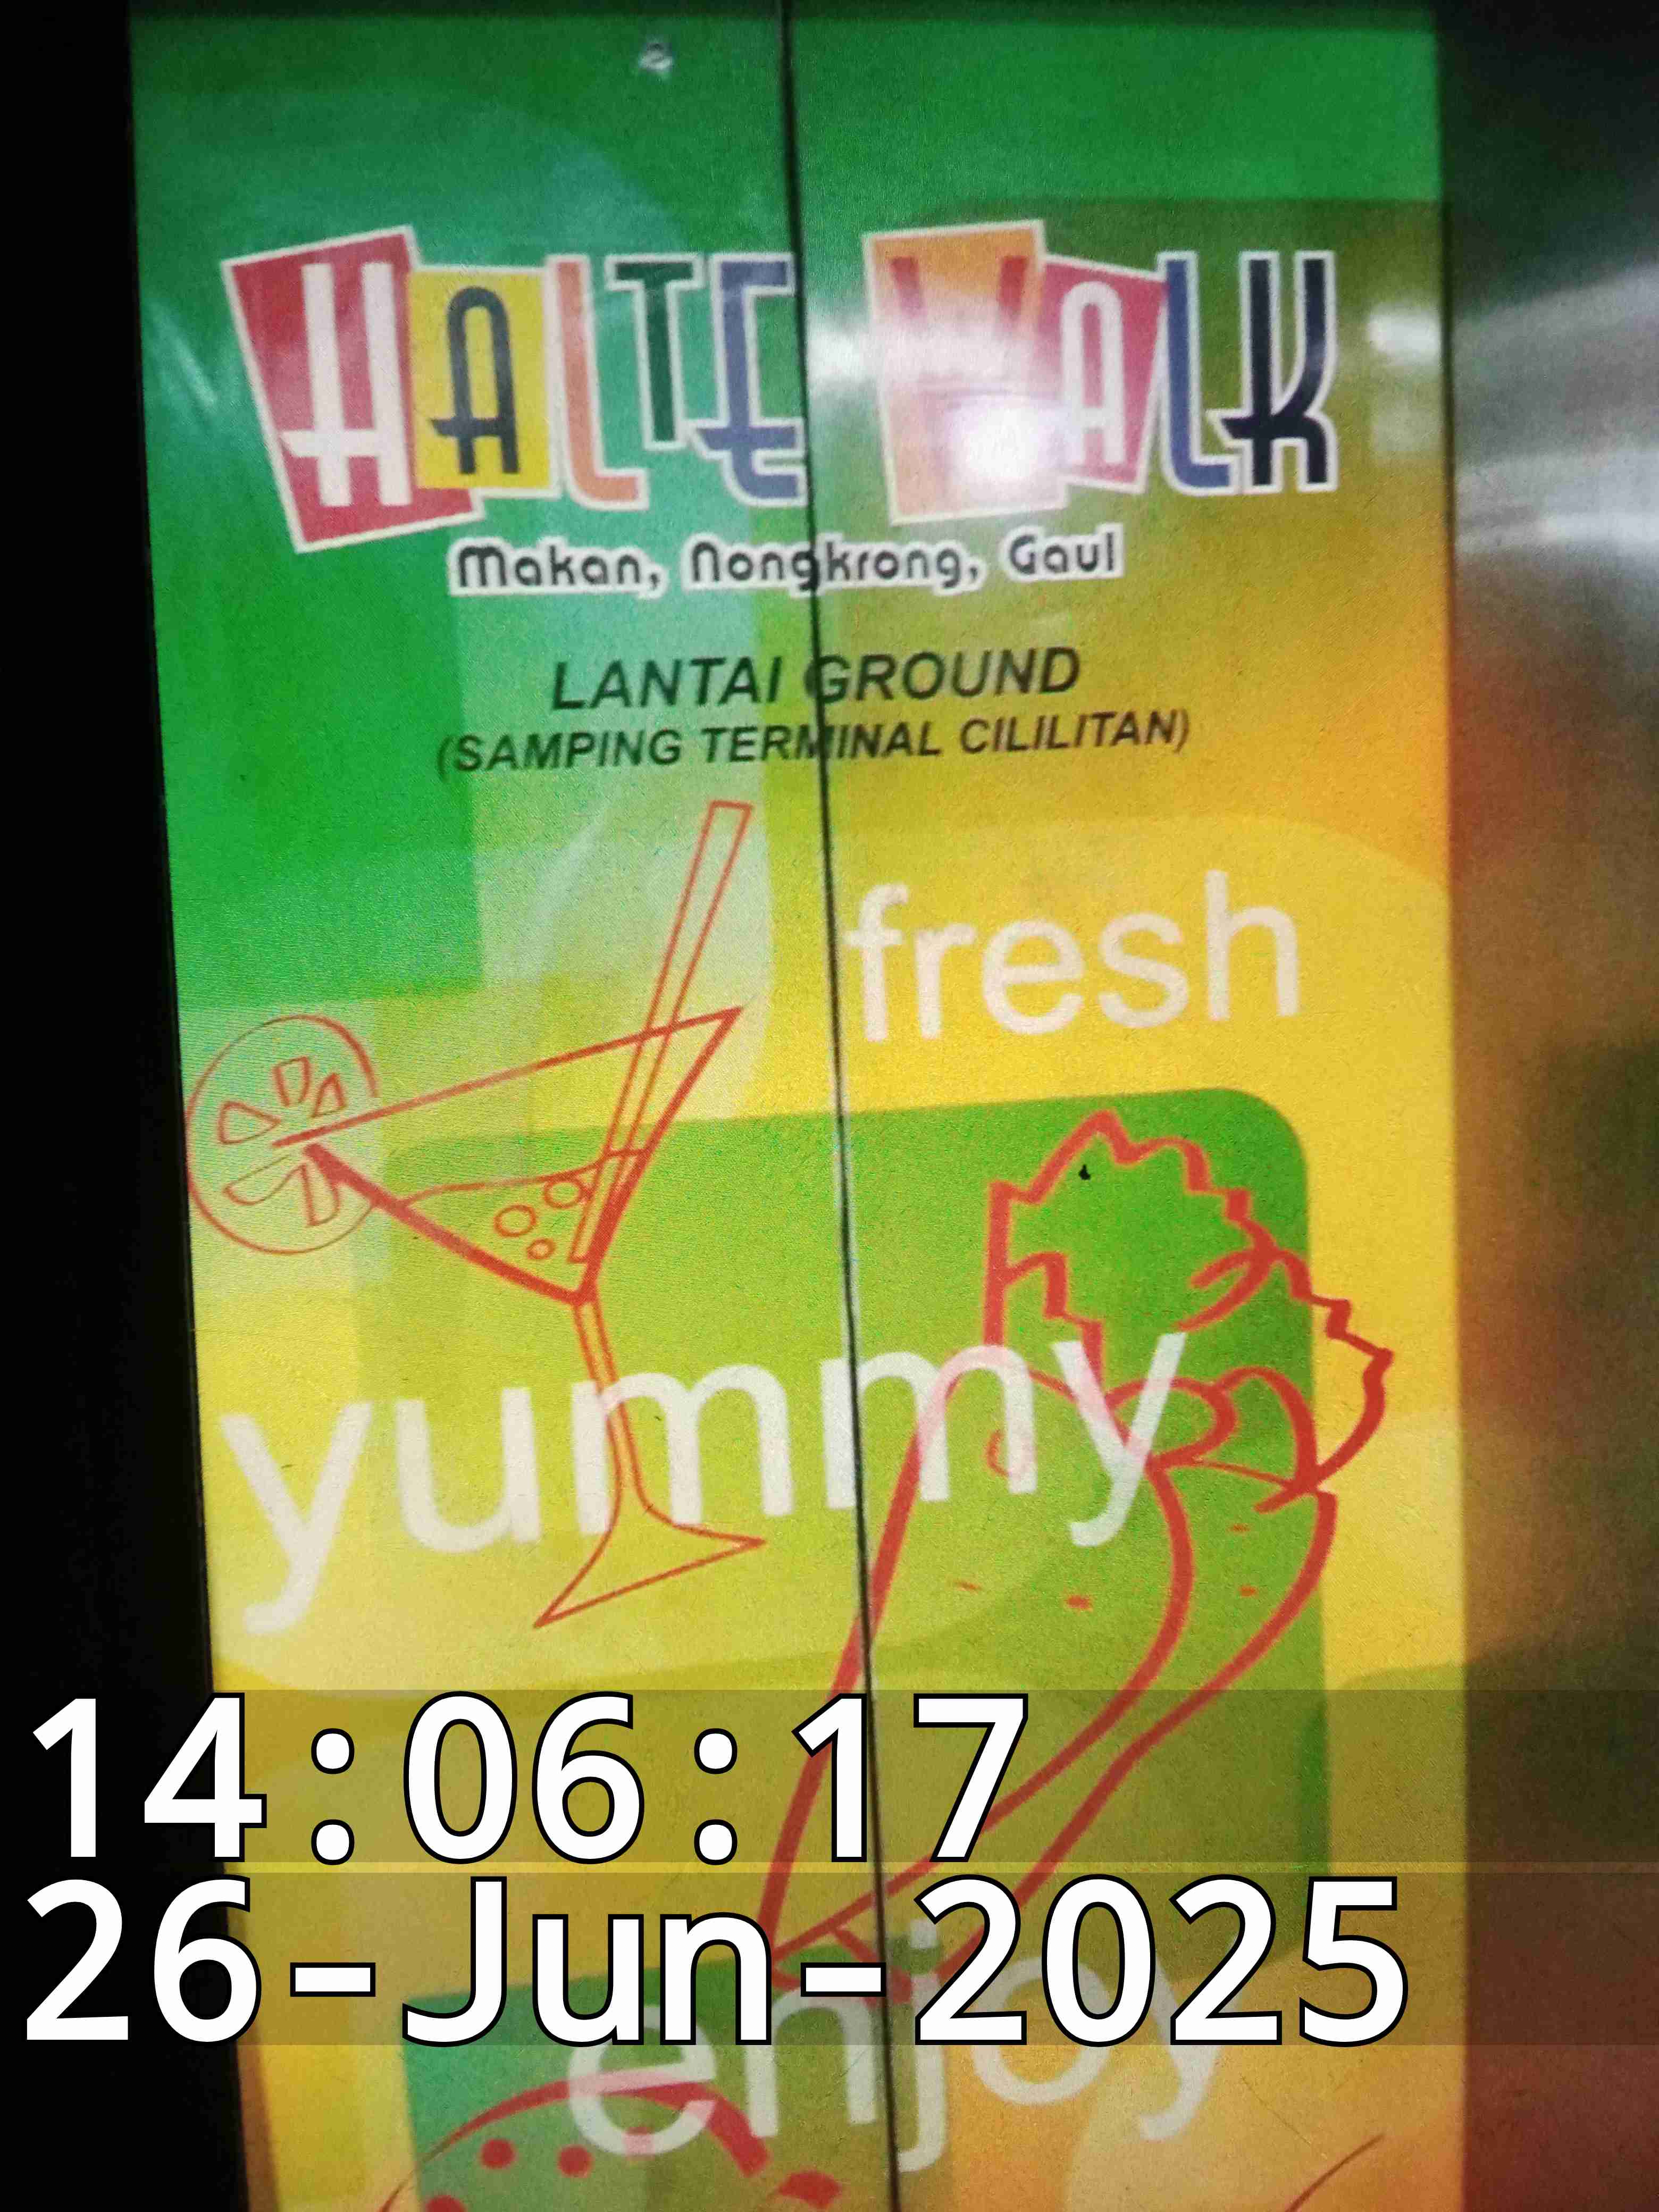 HALTE WALK
Makan, Nongkrong, Gaul
LANTAI GROUND
(SAMPING TERMINAL CILILITAN)
fresh
yummy
14:06:17
26-Jun-2025
enjoy